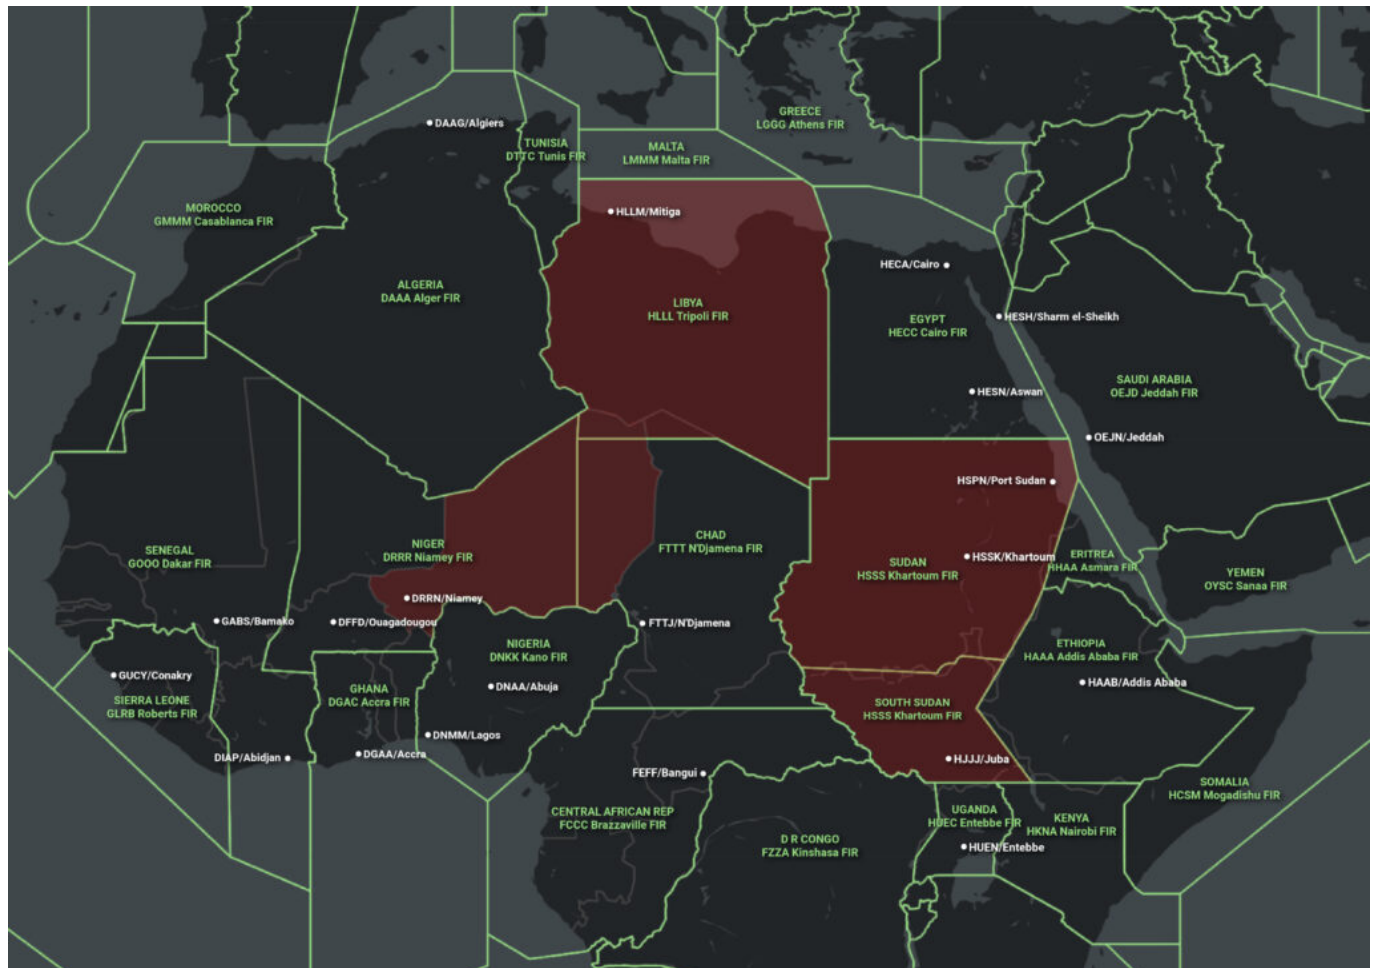 GREECE
LGGG Athens FIR
DAAG/Algiers
TUNISIA
DTTC Tunis FIR
MALTA
LMMM Malta FIR
MOROCCO
GMMM Casablanca FIR
HLLM/Mitiga
HECA/Cairo
ALGERIA
DAAA Alger FIR
LIBYA
HLLL Tripoli FIR
EGYPT
HECC Cairo FIR
HESH/Sharm el-Sheikh
HESN/Aswan
SAUDI ARABIA
OEJD Jeddah FIR
OEJN/Jeddah
HSPN/Port Sudan
SENEGAL
GOOO Dakar FIR
NIGER
DRRR Niamey FIR
CHAD
FTTT N'Djamena FIR
SUDAN
HSSS Khartoum FIR
HSSK/Khartoum
ERITREA
HHAA Asmara FIR
YEMEN
OYSC Sanaa FIR
DRRN/Niamey
GABS/Bamako
DFFD/Ouagadougou
FTTJ/N'Djamena
NIGERIA
DNKK Kano FIR
ETHIOPIA
HAAA Addis Ababa FIR
GUCY/Conakry
SIERRA LEONE
GLRB Roberts FIR
GHANA
DGAC Accra FIR
DNAA/Abuja
HAAB/Addis Ababa
SOUTH SUDAN
HSSS Khartoum FIR
DNMM/Lagos
DIAP/Abidjan
DGAA/Accra
HJJJ/Juba
FEFF/Bangui
SOMALIA
HCSM Mogadishu FIR
CENTRAL AFRICAN REP
FCCC Brazzaville FIR
UGANDA
HUEC Entebbe FIR
KENYA
HKNA Nairobi FIR
D R CONGO
FZZA Kinshasa FIR
HUEN/Entebbe